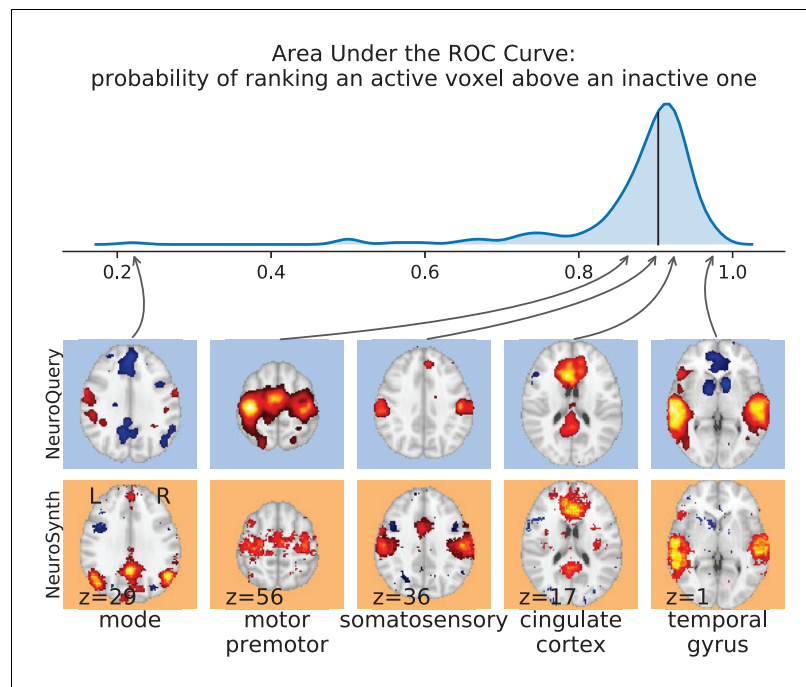 Area Under the ROC Curve:
probability of ranking an active voxel above an inactive one
0.2 0.4 0.6 0.8 1.0
NeuroQuery
NeuroSynth
L R
z=29 z=56 z=36 z=17 z=1
mode motor somatosensory cingulate temporal
premotor cortex gyrus